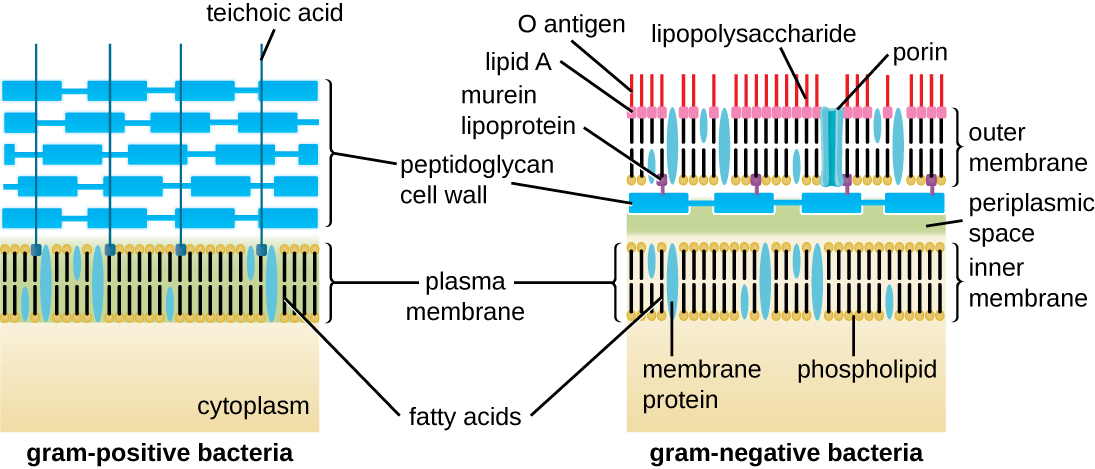 teichoic acid
O antigen
lipopolysaccharide
porin
lipid A
murein
lipoprotein
outer
membrane
peptidoglycan
cell wall
periplasmic
space
plasma
membrane
inner
membrane
membrane
protein
phospholipid
cytoplasm
fatty acids
gram-positive bacteria
gram-negative bacteria